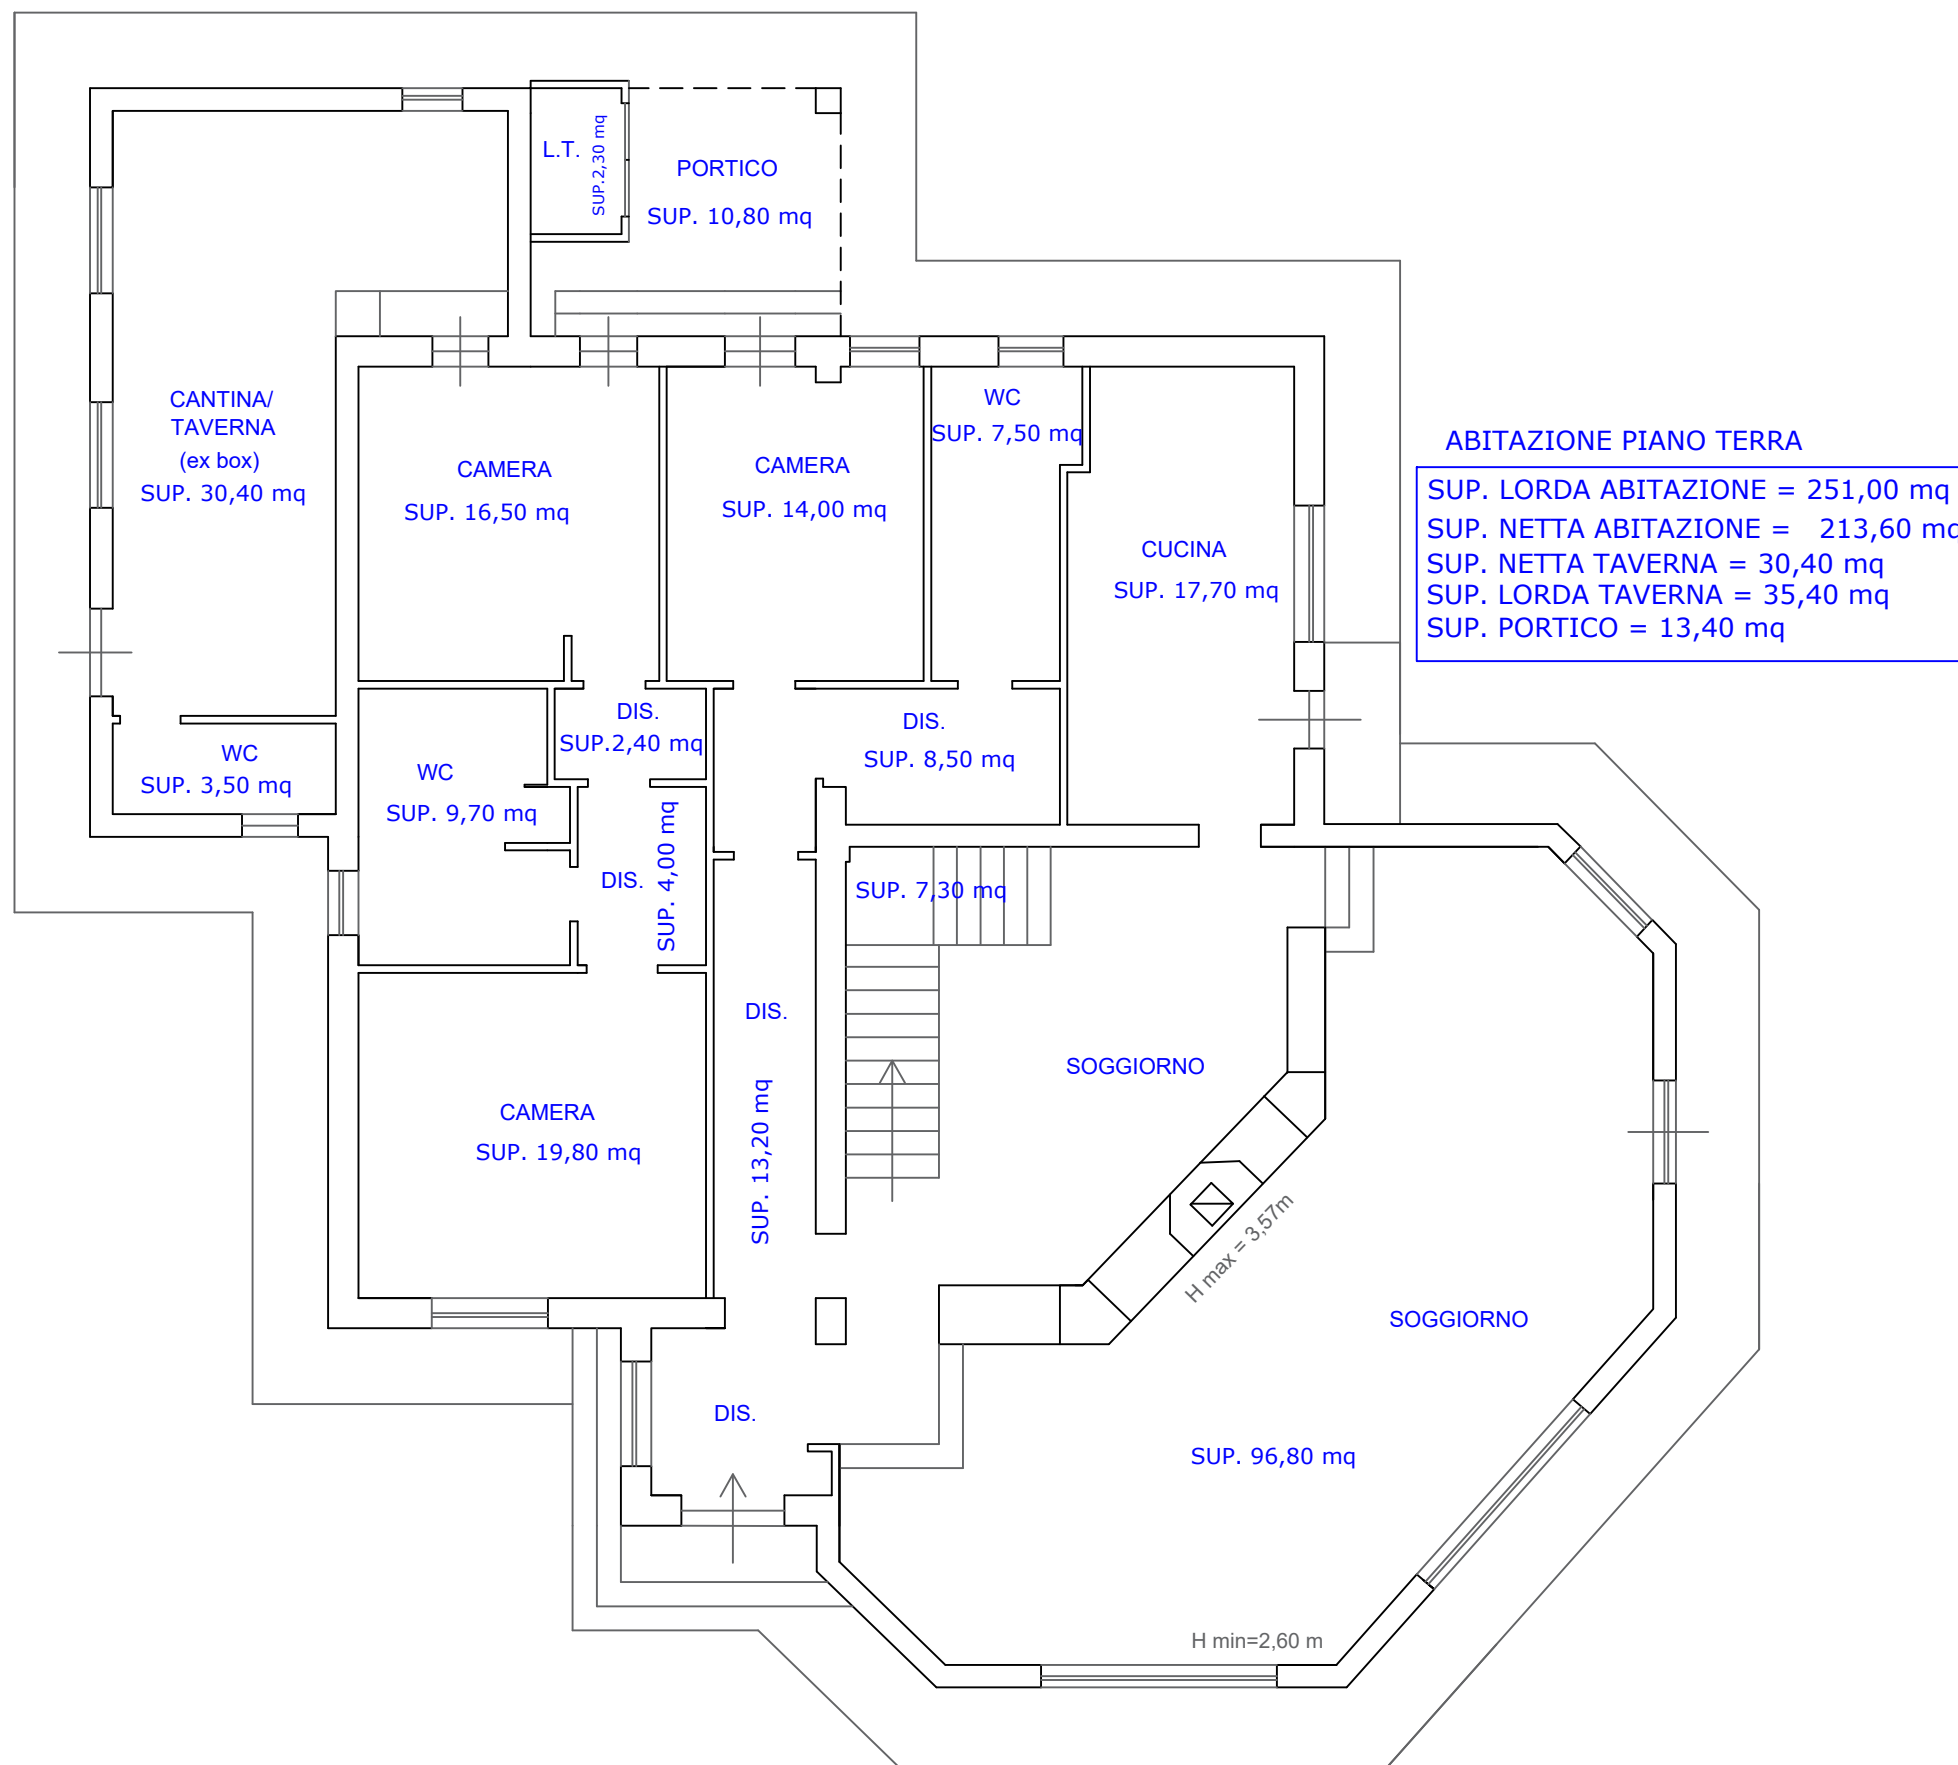 L.T.
SUP.2,30 mq
PORTICO
SUP. 10,80 mq
CANTINA/
TAVERNA
(ex box)
SUP. 30,40 mq
CAMERA
SUP. 16,50 mq
CAMERA
SUP. 14,00 mq
WC
SUP. 7,50 mq
CUCINA
SUP. 17,70 mq
ABITAZIONE PIANO TERRA
SUP. LORDA ABITAZIONE = 251,00 mq
SUP. NETTA ABITAZIONE = 213,60 mq
SUP. NETTA TAVERNA = 30,40 mq
SUP. LORDA TAVERNA = 35,40 mq
SUP. PORTICO = 13,40 mq
WC
SUP. 3,50 mq
WC
SUP. 9,70 mq
DIS.
SUP.2,40 mq
DIS.
SUP. 8,50 mq
DIS.
SUP. 4,00 mq
SUP. 7,30 mq
DIS.
SUP. 13,20 mq
SOGGIORNO
CAMERA
SUP. 19,80 mq
H max = 3,57m
SOGGIORNO
DIS.
SUP. 96,80 mq
H min=2,60 m